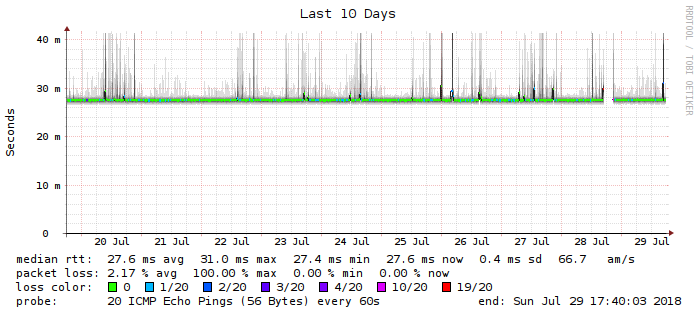 Last 10 Days
RRDTOOL / TOBI OETIKER
Seconds
40 m
30 m
20 m
10 m
0
20 Jul 21 Jul 22 Jul 23 Jul 24 Jul 25 Jul 26 Jul 27 Jul 28 Jul 29 Jul
median rtt: 27.6 ms avg 31.0 ms max 27.4 ms min 27.6 ms now 0.4 ms sd 66.7 am/s
packet loss: 2.17 % avg 100.00 % max 0.00 % min 0.00 % now
loss color: 0 1/20 2/20 3/20 4/20 10/20 19/20
probe: 20 ICMP Echo Pings (56 Bytes) every 60s end: Sun Jul 29 17:40:03 2018